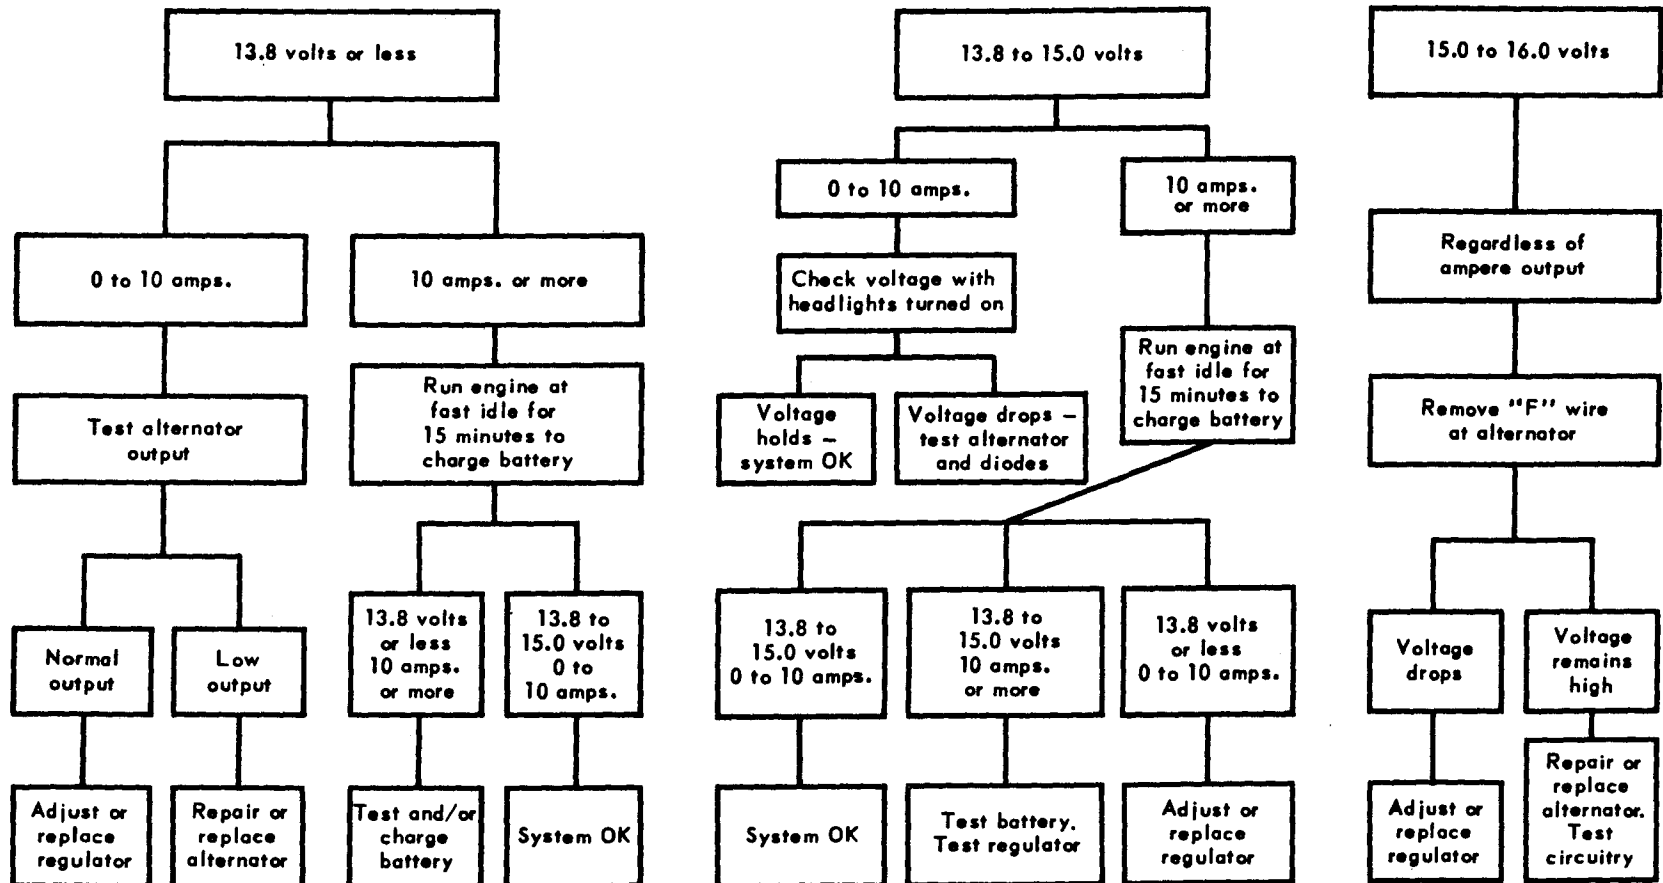 13.8 volts or less
0 to 10 amps.
10 amps. or more
Test alternator
output
Run engine at
fast idle for
15 minutes to
charge battery
Normal
output
Low
output
13.8 volts
or less
10 amps.
or more
13.8 to
15.0 volts
0 to
10 amps.
Adjust or
replace
regulator
Repair or
replace
alternator
Test and/or
charge
battery
System OK
13.8 to 15.0 volts
0 to 10 amps.
10 amps.
or more
Check voltage with
headlights turned on
Run engine at
fast idle for
15 minutes to
charge battery
Voltage
holds –
system OK
Voltage drops –
test alternator
and diodes
13.8 to
15.0 volts
0 to 10 amps.
13.8 to
15.0 volts
10 amps.
or more
13.8 volts
or less
0 to 10 amps.
System OK
Test battery.
Test regulator
Adjust or
replace
regulator
15.0 to 16.0 volts
Regardless of
ampere output
Remove "F" wire
at alternator
Voltage
drops
Voltage
remains
high
Adjust or
replace
regulator
Repair or
replace
alternator.
Test
circuitry